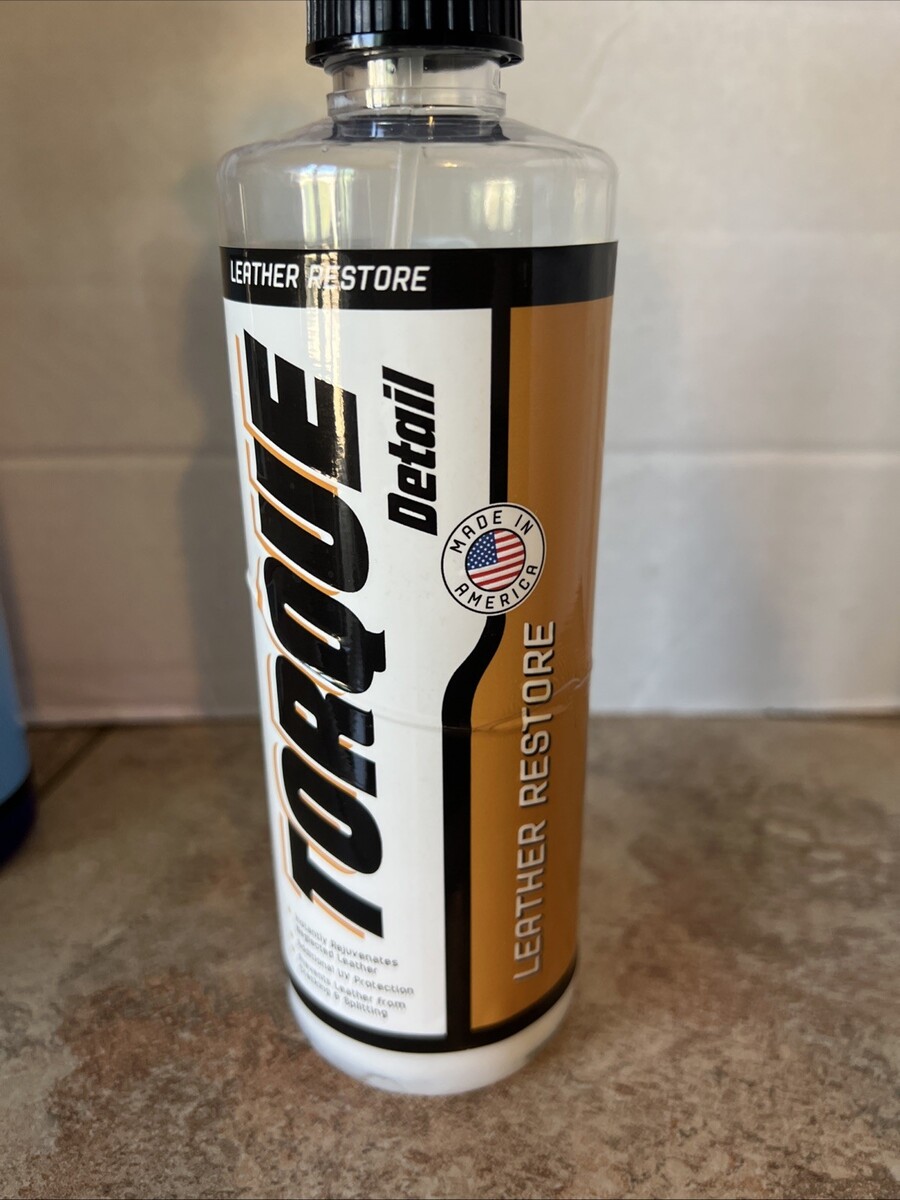 LEATHER RESTORE
TORQUE
Detail
MADE IN
AMERICA
LEATHER RESTORE
Instantly Rejuvenates
Neglected Leather
Additional UV Protection
Prevents Leather from
Cracking & Splitting